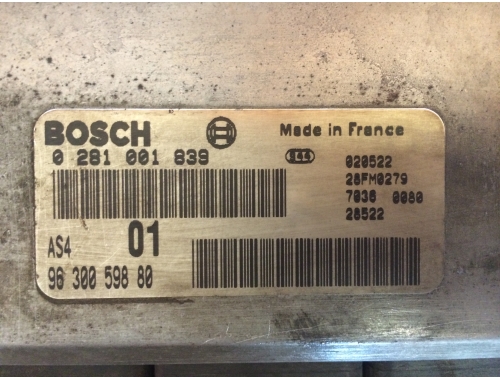 BOSCH
Made in France
0 281 001 839
020522
28FM0279
7036 0080
28522
AS4 01
96 300 598 80